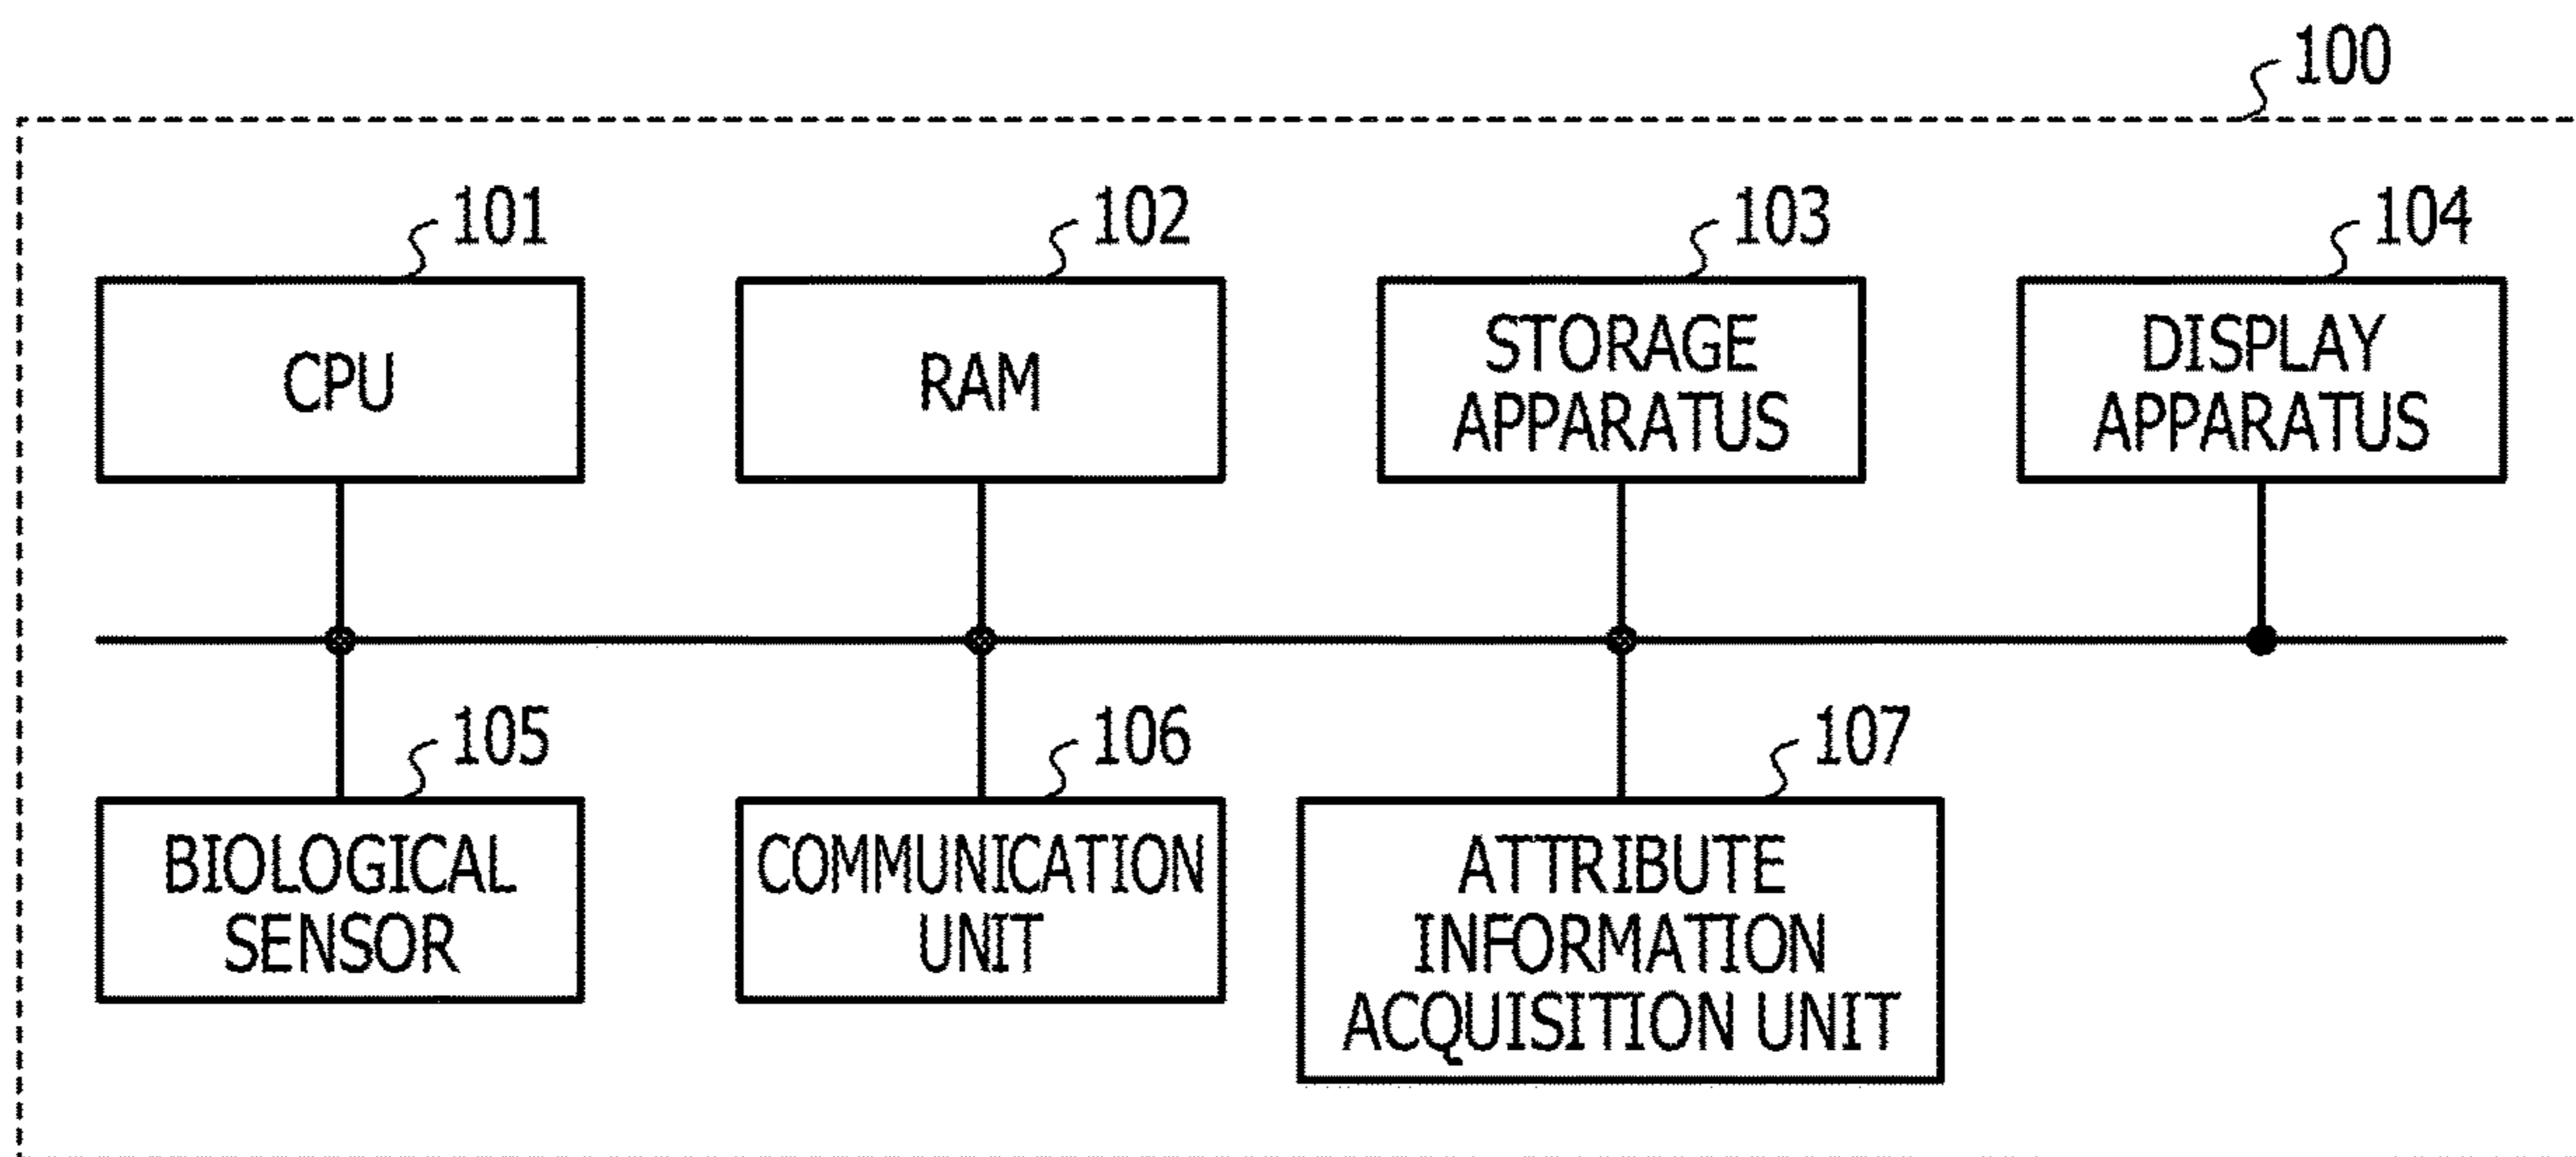 100
101
102
103
104
CPU
RAM
STORAGE
APPARATUS
DISPLAY
APPARATUS
105
106
107
BIOLOGICAL
SENSOR
COMMUNICATION
UNIT
ATTRIBUTE
INFORMATION
ACQUISITION UNIT